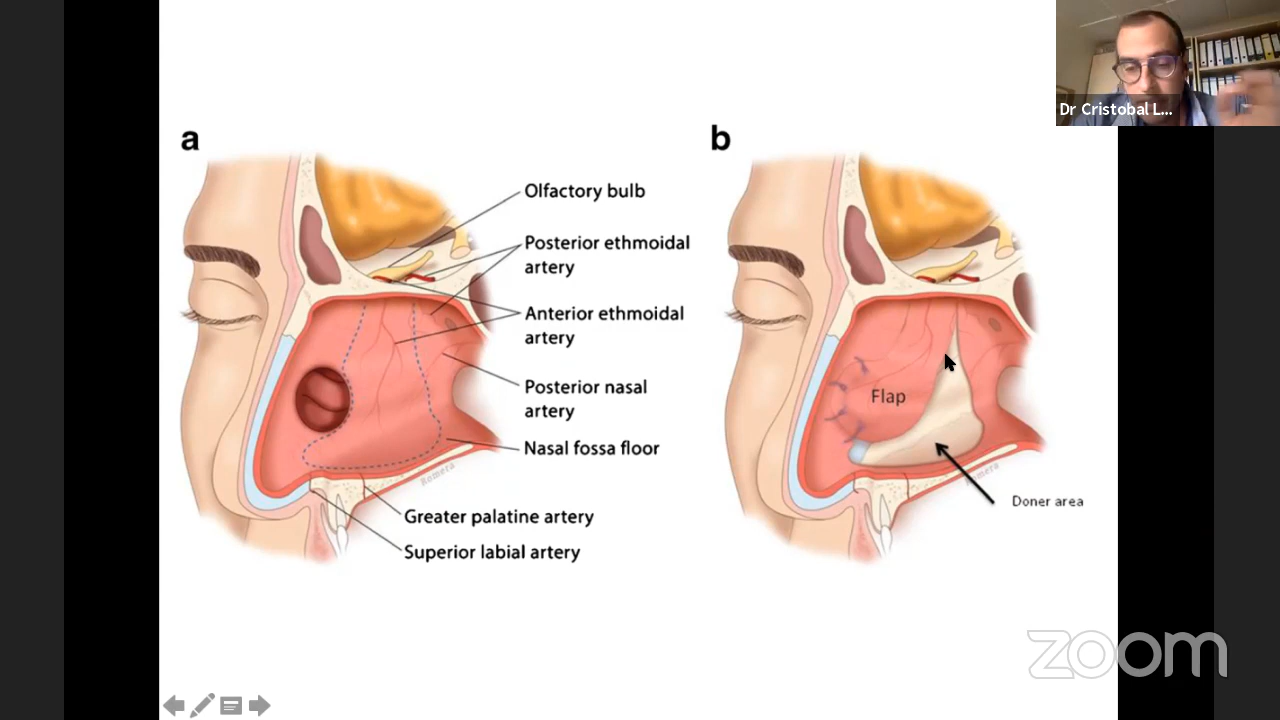 Dr Cristobal L...
a
b
Olfactory bulb
Posterior ethmoidal
artery
Anterior ethmoidal
artery
Posterior nasal
artery
Nasal fossa floor
Romera
Greater palatine artery
Superior labial artery
Flap
Doner area
zoom